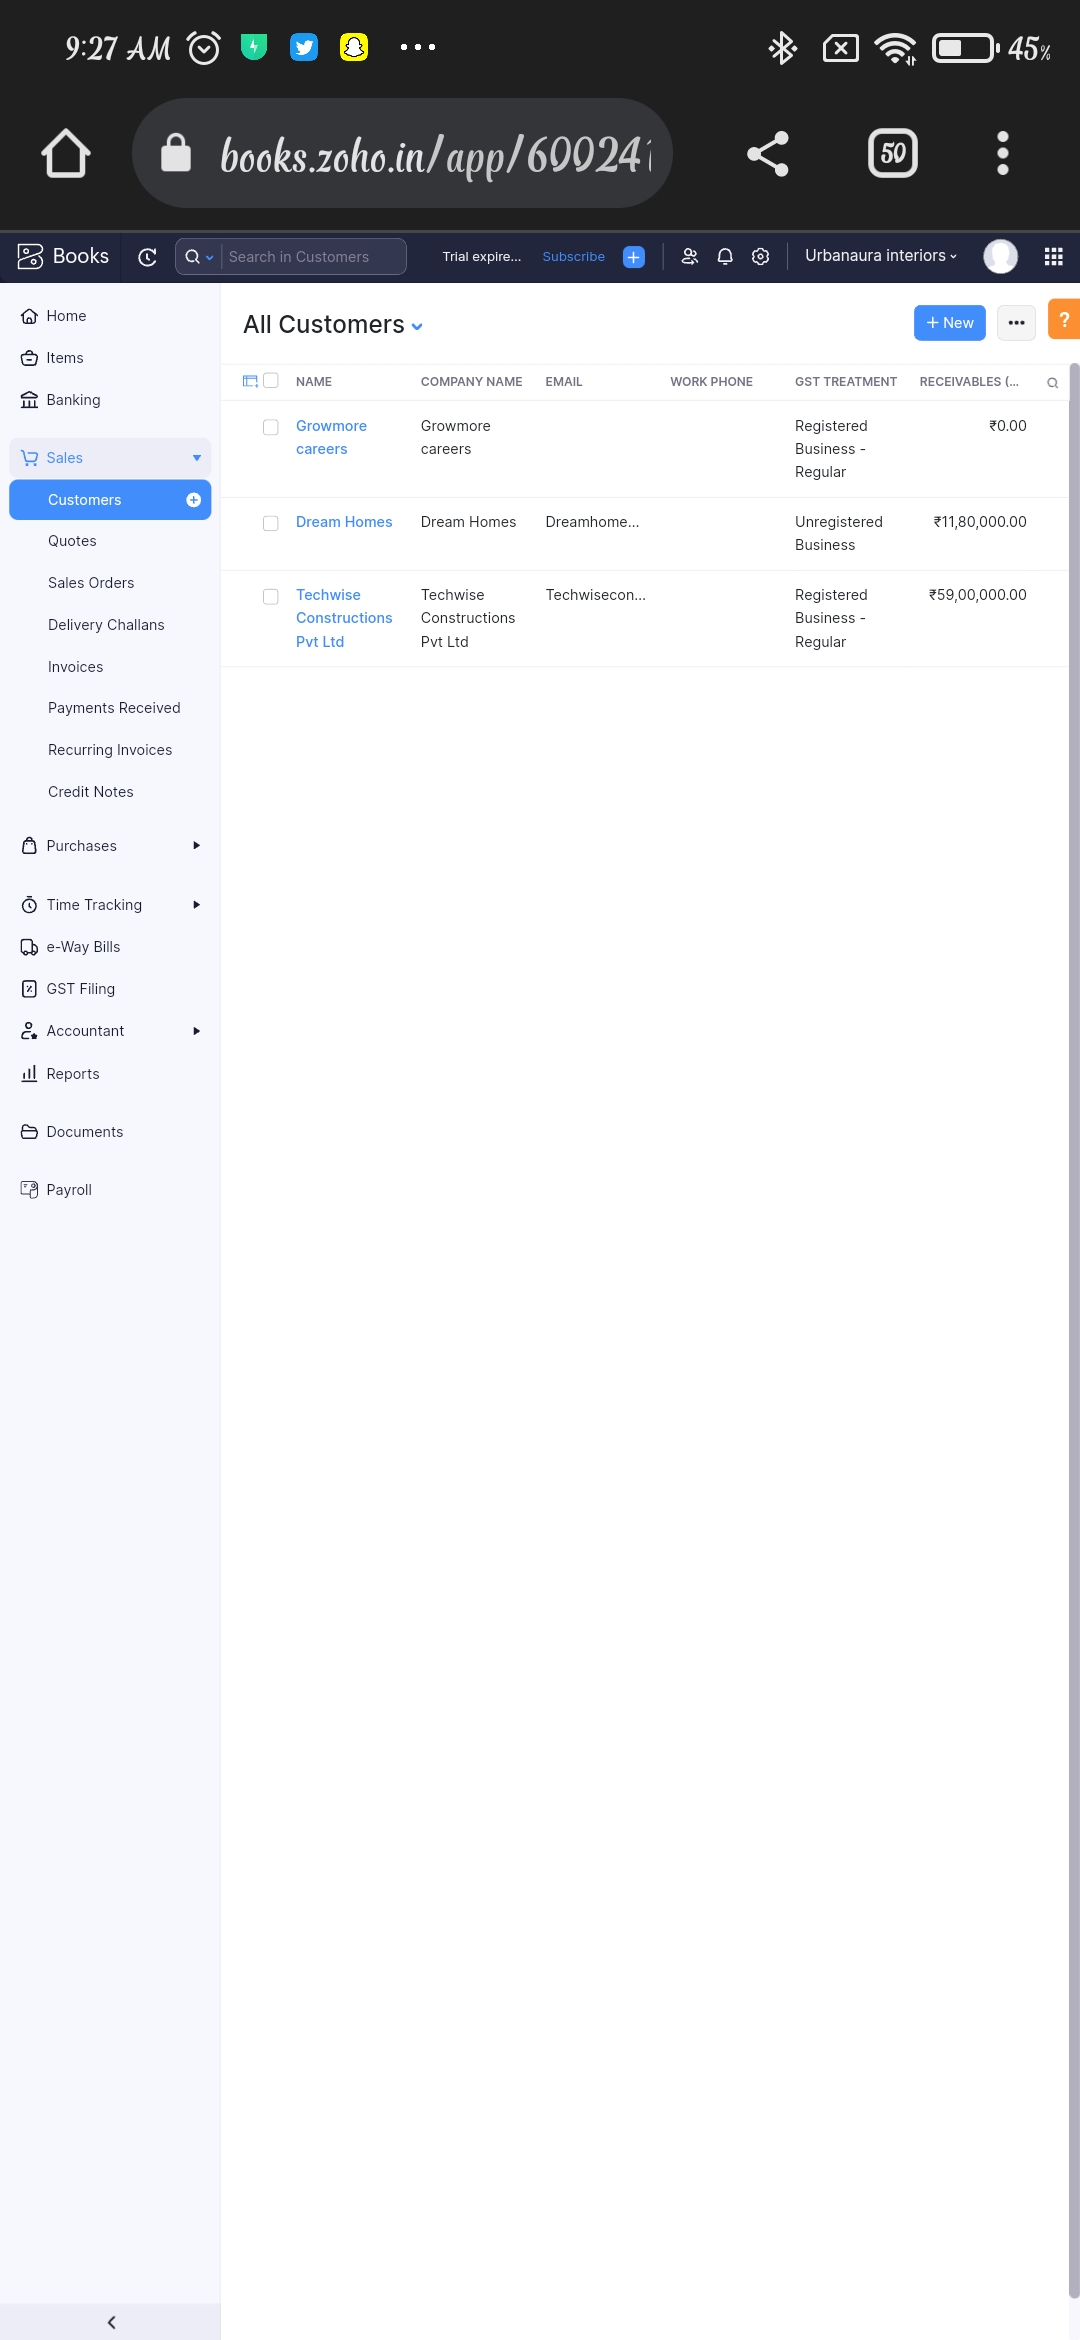 9:27 AM
45%
books.zoho.in/app/600241
50
Books
Search in Customers
Trial expire...
Subscribe
Urbanaura interiors
Home
Items
Banking
Sales
Customers
Quotes
Sales Orders
Delivery Challans
Invoices
Payments Received
Recurring Invoices
Credit Notes
Purchases
Time Tracking
e-Way Bills
GST Filing
Accountant
Reports
Documents
Payroll
All Customers
+ New
?
NAME COMPANY NAME EMAIL WORK PHONE GST TREATMENT RECEIVABLES (...
Growmore Growmore Registered ₹0.00
careers careers Business -
Regular
Dream Homes Dream Homes Dreamhome... Unregistered ₹11,80,000.00
Business
Techwise Techwise Techwisecon... Registered ₹59,00,000.00
Constructions Constructions Business -
Pvt Ltd Pvt Ltd Regular